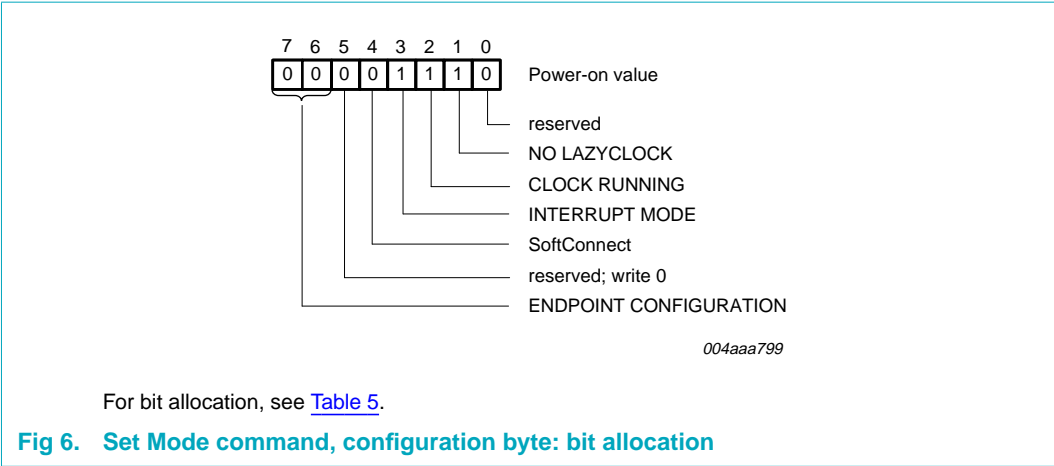 7 6 5 4 3 2 1 0
0 0 0 0 1 1 1 0 Power-on value
reserved
NO LAZYCLOCK
CLOCK RUNNING
INTERRUPT MODE
SoftConnect
reserved; write 0
ENDPOINT CONFIGURATION
004aaa799
For bit allocation, see Table 5.
Fig 6. Set Mode command, configuration byte: bit allocation